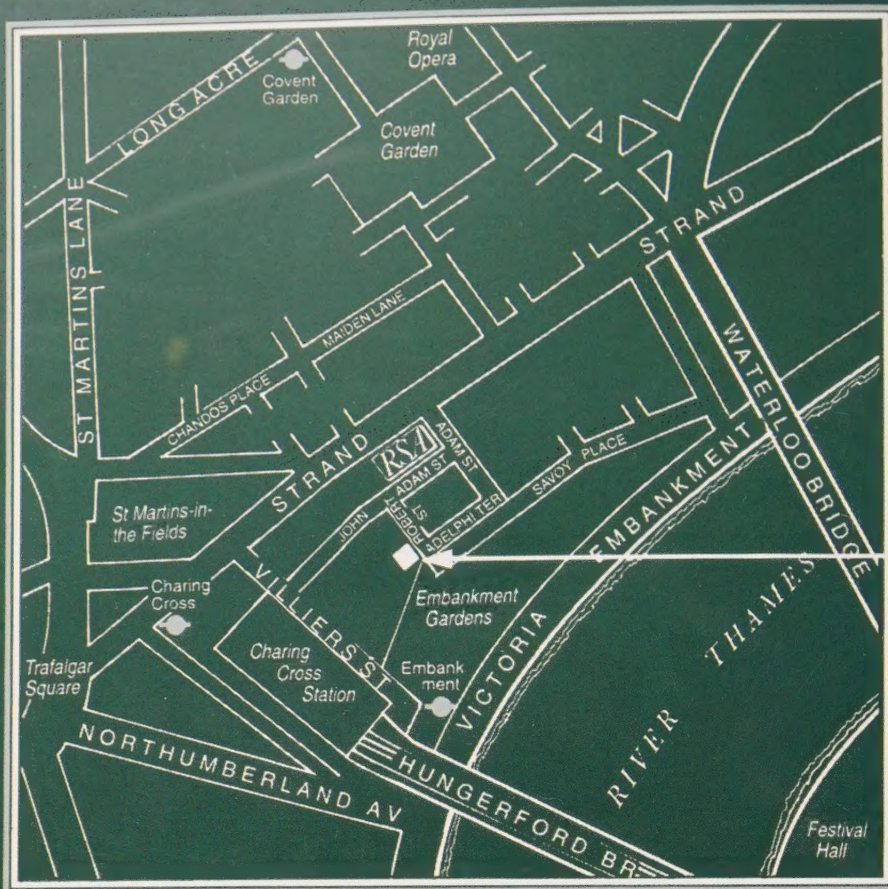 Royal
Opera
LONG ACRE
Covent
Garden
Covent
Garden
ST MARTINS LANE
STRAND
MAIDEN LANE
CHANDOS PLACE
WATERLOO BRIDGE
STRAND
RSA
ADAM ST
JOHN ADAM ST
ROBERT ST
ADELPHI TER
SAVOY PLACE
St Martins-in-
the Fields
VICTORIA EMBANKMENT
Charing
Cross
VILLIERS ST
Embankment
Gardens
RIVER THAMES
Charing
Cross
Station
Embank
ment
Trafalgar
Square
NORTHUMBERLAND AV
HUNGERFORD BR
Festival
Hall